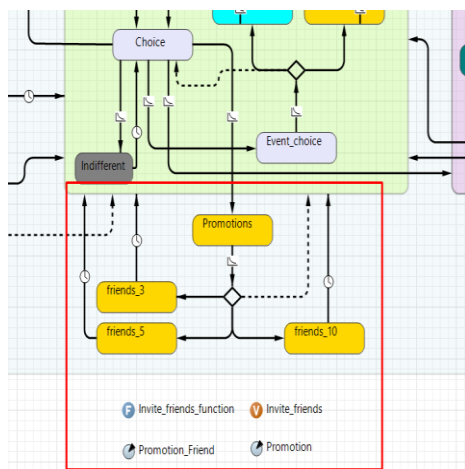 Choice
Event_choice
Indifferent
Promotions
friends_3
friends_5
friends_10
F Invite_friends_function
V Invite_friends
Promotion_Friend
Promotion